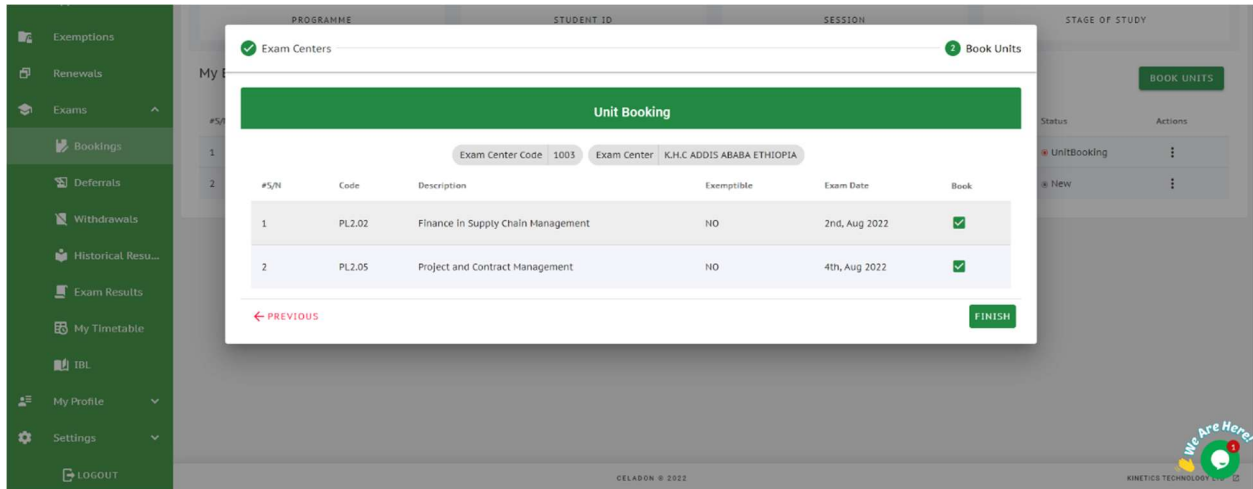 PROGRAMME STUDENT ID SESSION STAGE OF STUDY
Exemptions
Renewals
Exams
Bookings
Deferrals
Withdrawals
Historical Resu...
Exam Results
My Timetable
IBL
My Profile
Settings
LOGOUT
My
BOOK UNITS
#S/N Status Actions
1 UnitBooking
2 New
Exam Centers 2 Book Units
Unit Booking
Exam Center Code 1003 Exam Center K.H.C ADDIS ABABA ETHIOPIA
#S/N Code Description Exemptible Exam Date Book
1 PL2.02 Finance in Supply Chain Management NO 2nd, Aug 2022
2 PL2.05 Project and Contract Management NO 4th, Aug 2022
PREVIOUS FINISH
We Are Here!
1
CELADON © 2022 KINETICS TECHNOLOGY